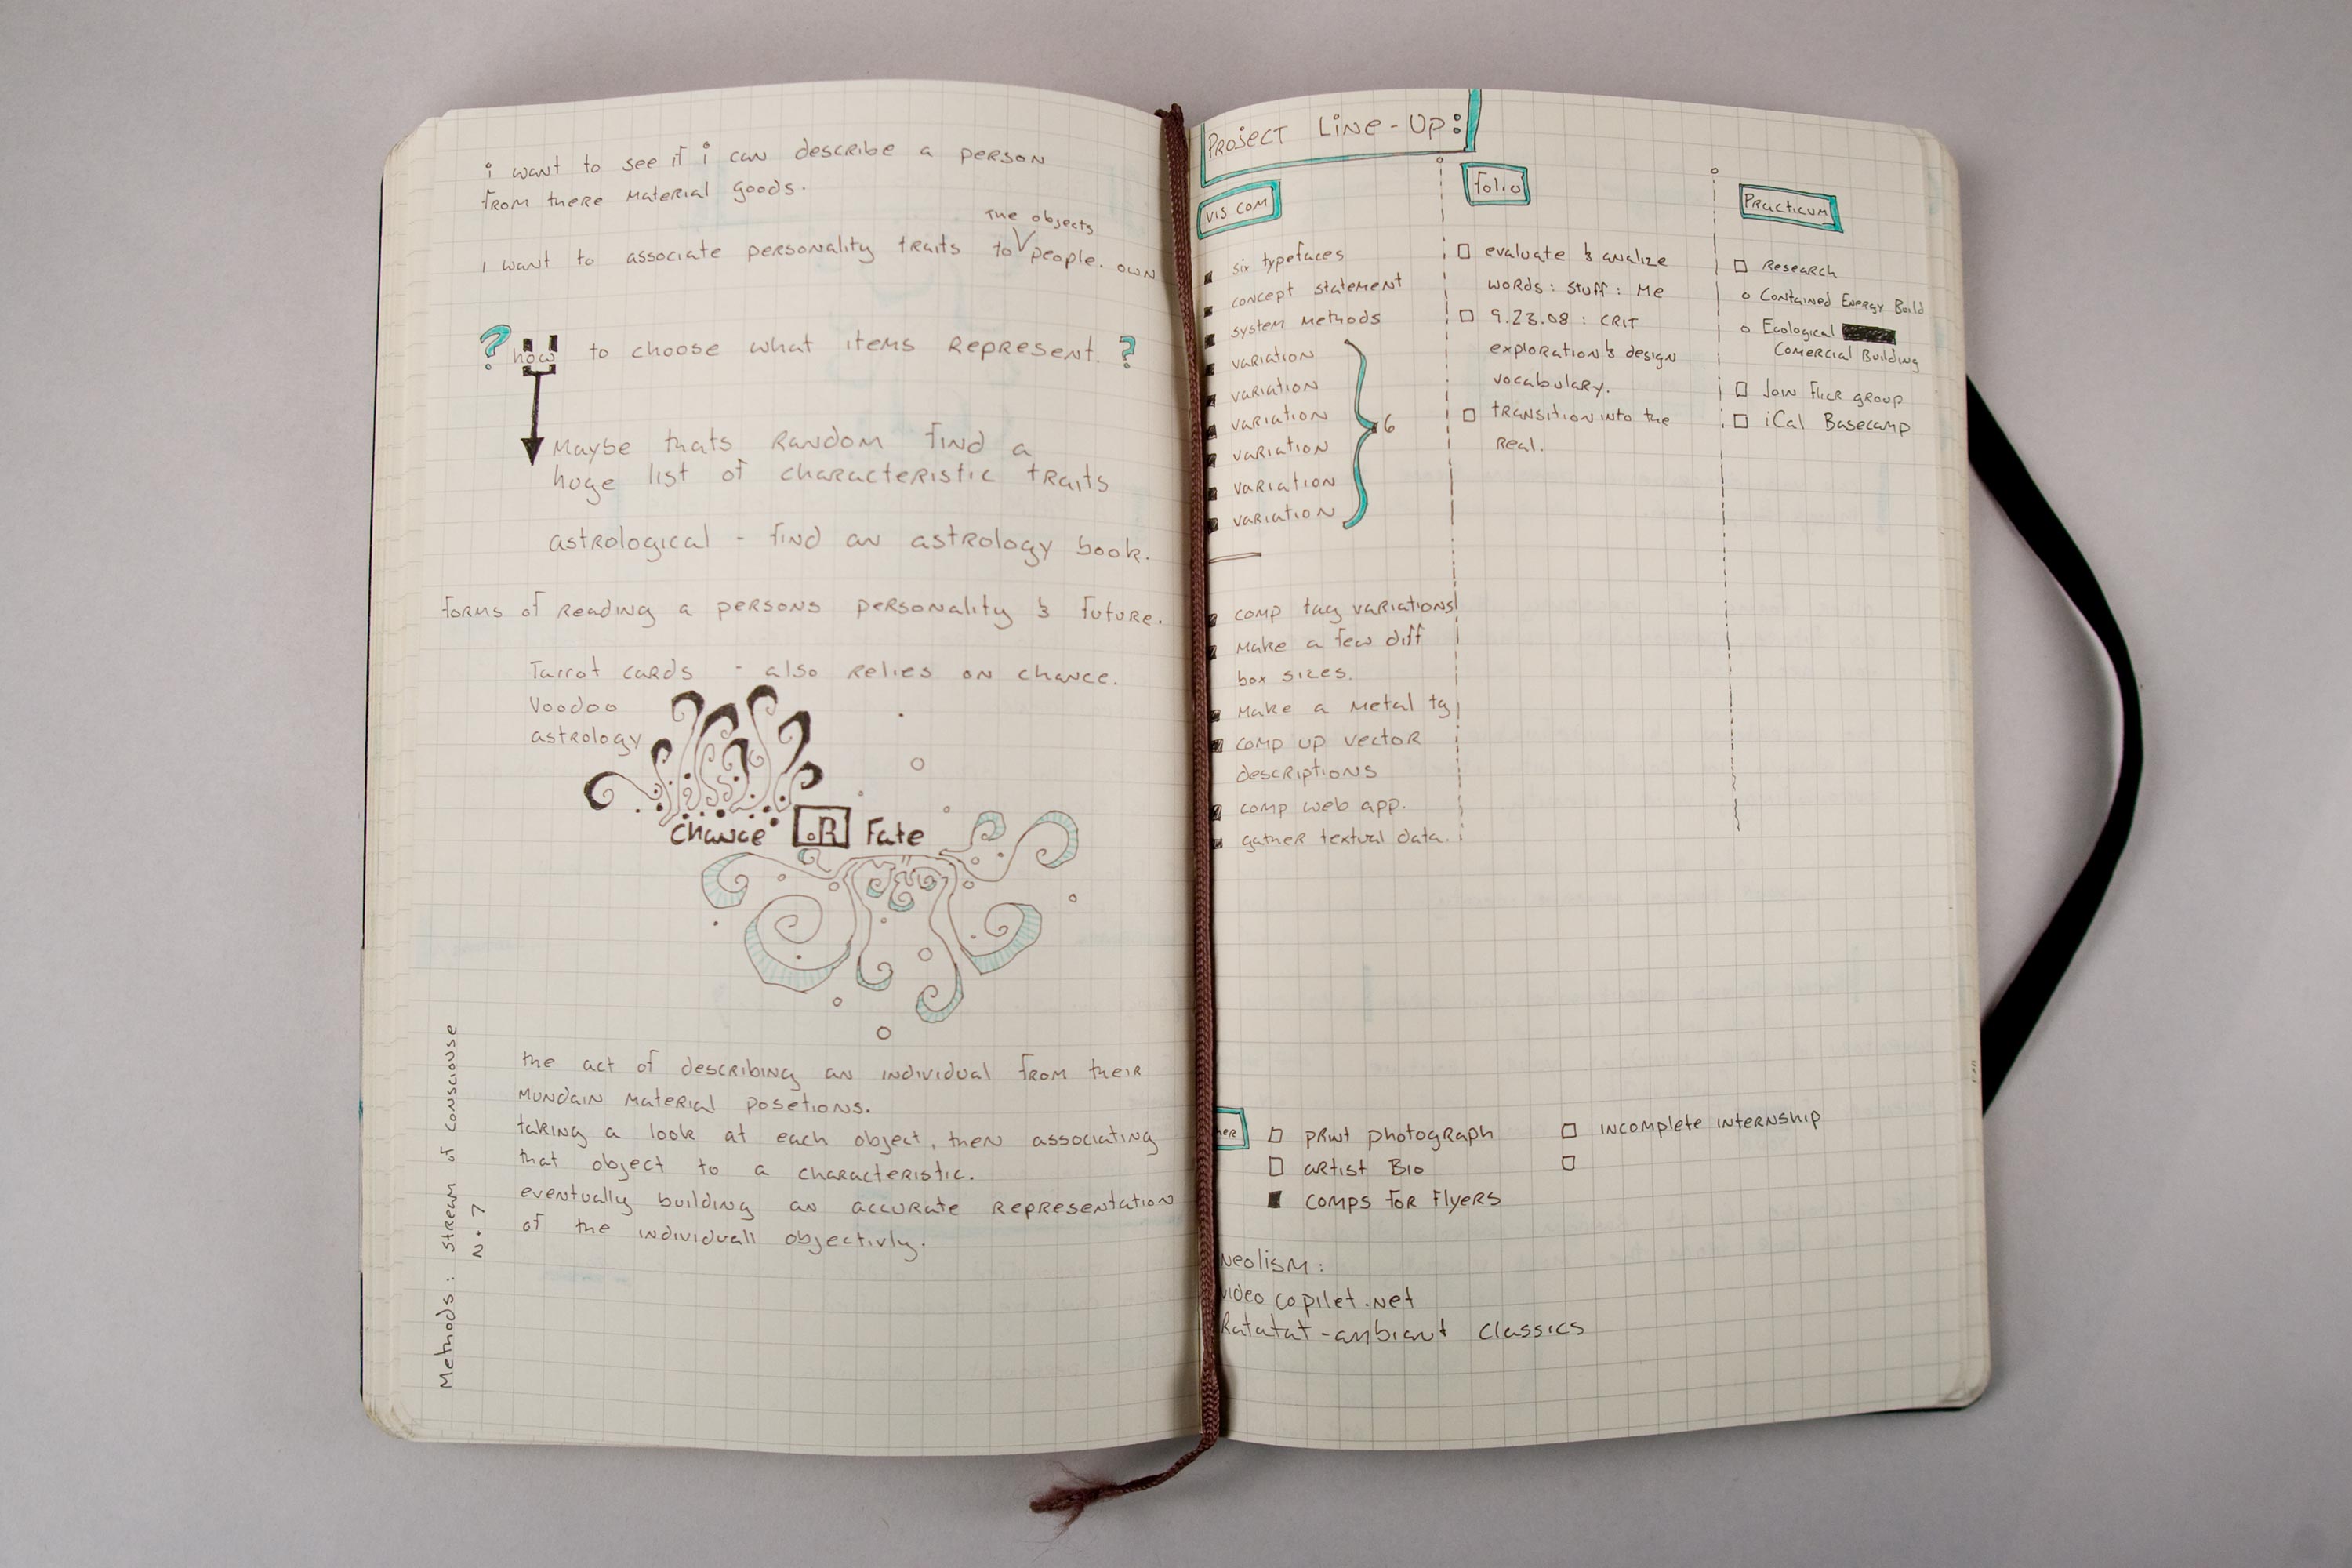 i want to see if i can describe a person
from there material goods.
The objects
I want to associate personality traits to V people. own
? how to choose what items represent. ?
Maybe thats Random find a
huge list of characteristic traits
astrological - find an astrology book.
forms of reading a persons personality & future.
Tarrot cards - also relies on chance.
Voodoo
astrology
Chance OR Fate
the act of describing an individual from their
mundain material posetions.
taking a look at each object, then associating
that object to a characteristic.
eventually building an accurate representation
of the individuall objectivly.
Methods: Stream of consciouse
N. 7
Project Line-Up:
Vis Com
six typefaces
concept statement
system methods
variation
variation
variation
variation
variation
variation
6
comp tag variations
make a few diff
box sizes.
make a metal tg
comp up vector
descriptions
comp web app.
gather textual data.
Folio
evaluate & analize
words: stuff: me
9.23.08: CRIT
exploration & design
vocabulary.
transition into the
real.
Practicum
Research
Contained Energy Build
Ecological
Comercial Building
Join Flickr group
iCal Basecamp
print photograph
artist Bio
comps for flyers
incomplete internship
neolism:
video copilet.net
Ratatat - ambiant Classics